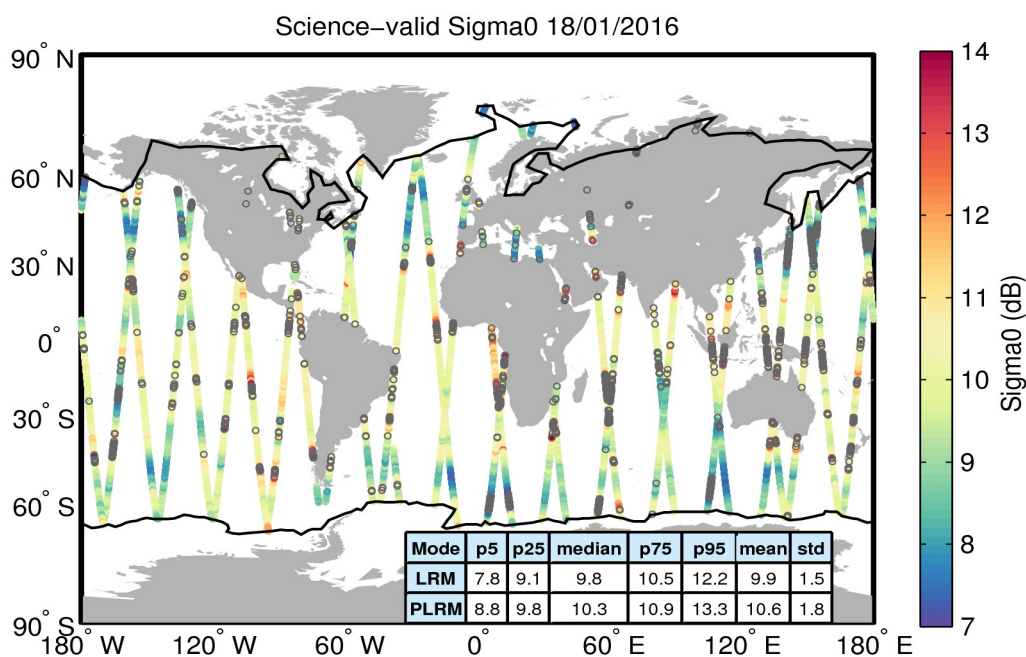 Science−valid Sigma0 18/01/2016
90° N
60° N
30° N
0°
30° S
60° S
90° S
180° W
120° W
60° W
0°
60° E
120° E
180° E
Mode p5 p25 median p75 p95 mean std
LRM 7.8 9.1 9.8 10.5 12.2 9.9 1.5
PLRM 8.8 9.8 10.3 10.9 13.3 10.6 1.8
14
13
12
11
10
9
8
7
Sigma0 (dB)